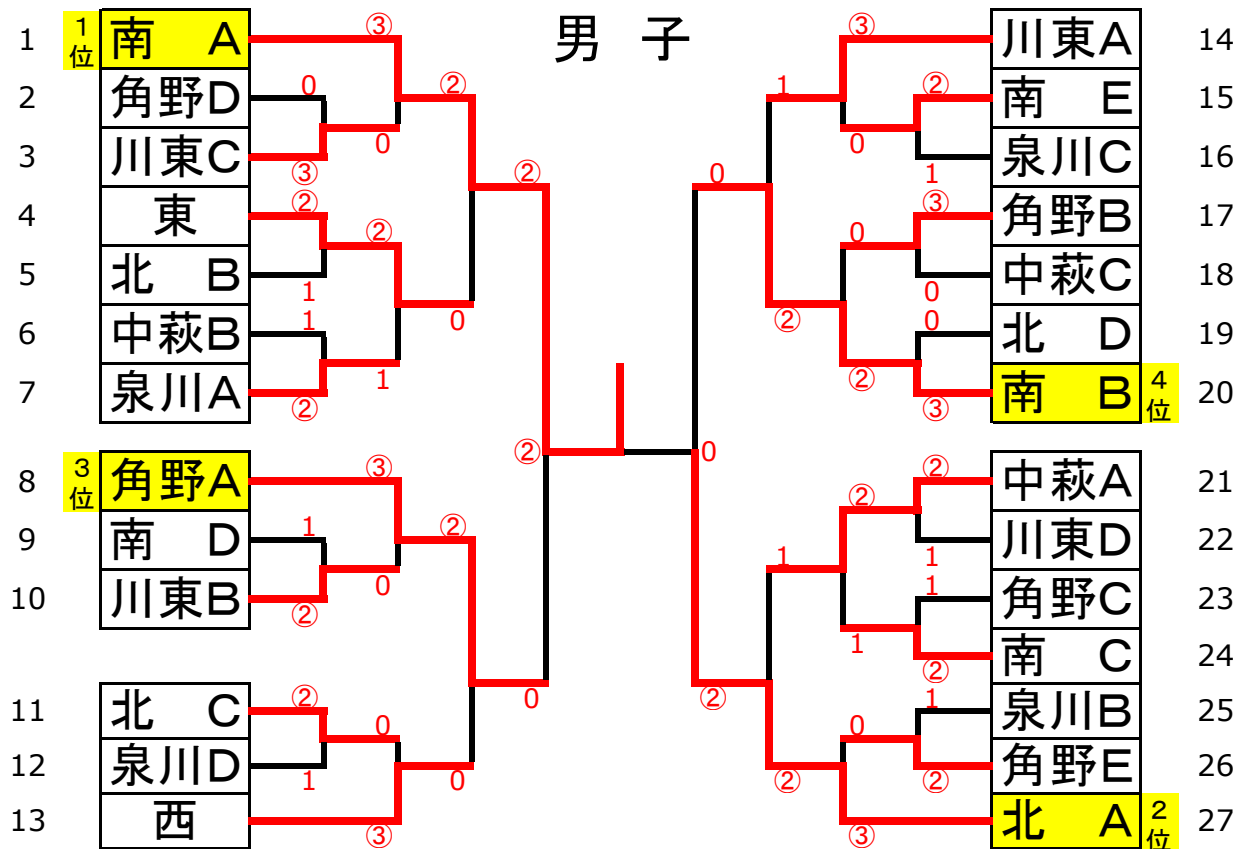 男 子
1 1位 南 A
2 角野D
3 川東C
4 東
5 北 B
6 中萩B
7 泉川A
8 3位 角野A
9 南 D
10 川東B
11 北 C
12 泉川D
13 西
③
0
②
③
0
②
②
②
1
1
0
②
1
②
③
1
②
0
②
0
②
0
1
0
③
②
0
③
1
②
0
0
1
③
0
0
0
②
②
③
0
②
②
1
1
1
1
②
②
1
0
②
②
③
川東A 14
南 E 15
泉川C 16
角野B 17
中萩C 18
北 D 19
南 B 4位 20
中萩A 21
川東D 22
角野C 23
南 C 24
泉川B 25
角野E 26
北 A 2位 27